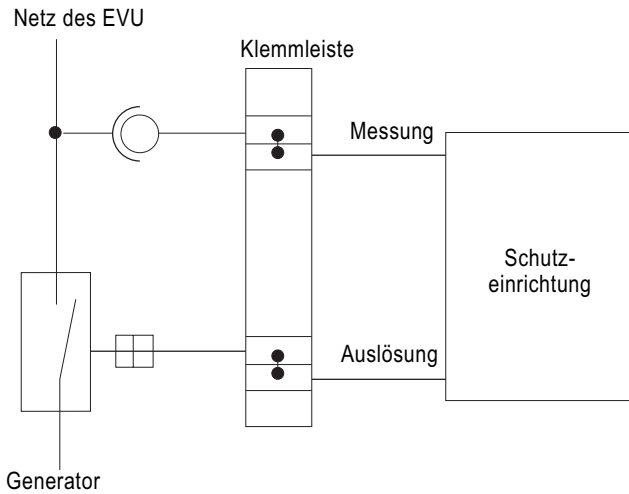 Netz des EVU
Klemmleiste
Messung
Schutz-
einrichtung
Auslösung
Generator